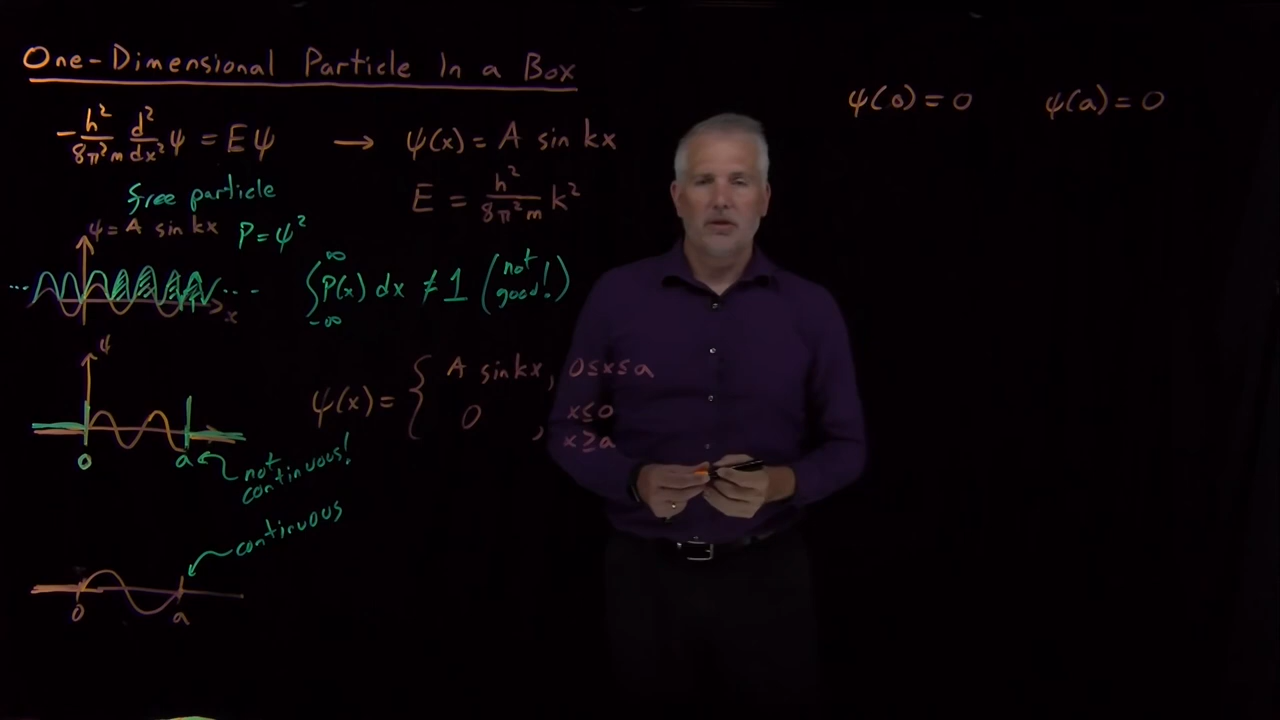 One-Dimensional Particle In a Box
-h²/8π²m d²/dx² ψ = Eψ → ψ(x) = A sin kx
E = h²/8π²m k²
free particle
ψ = A sin kx P = ψ²
... ... x
∫_{-∞}^{∞} P(x) dx ≠ 1 (not good!)
ψ
0 a
not continuous!
ψ(x) = { A sin kx, 0≤x≤a
0 , x≤0
x≥a
continuous
0 a
ψ(0) = 0 ψ(a) = 0